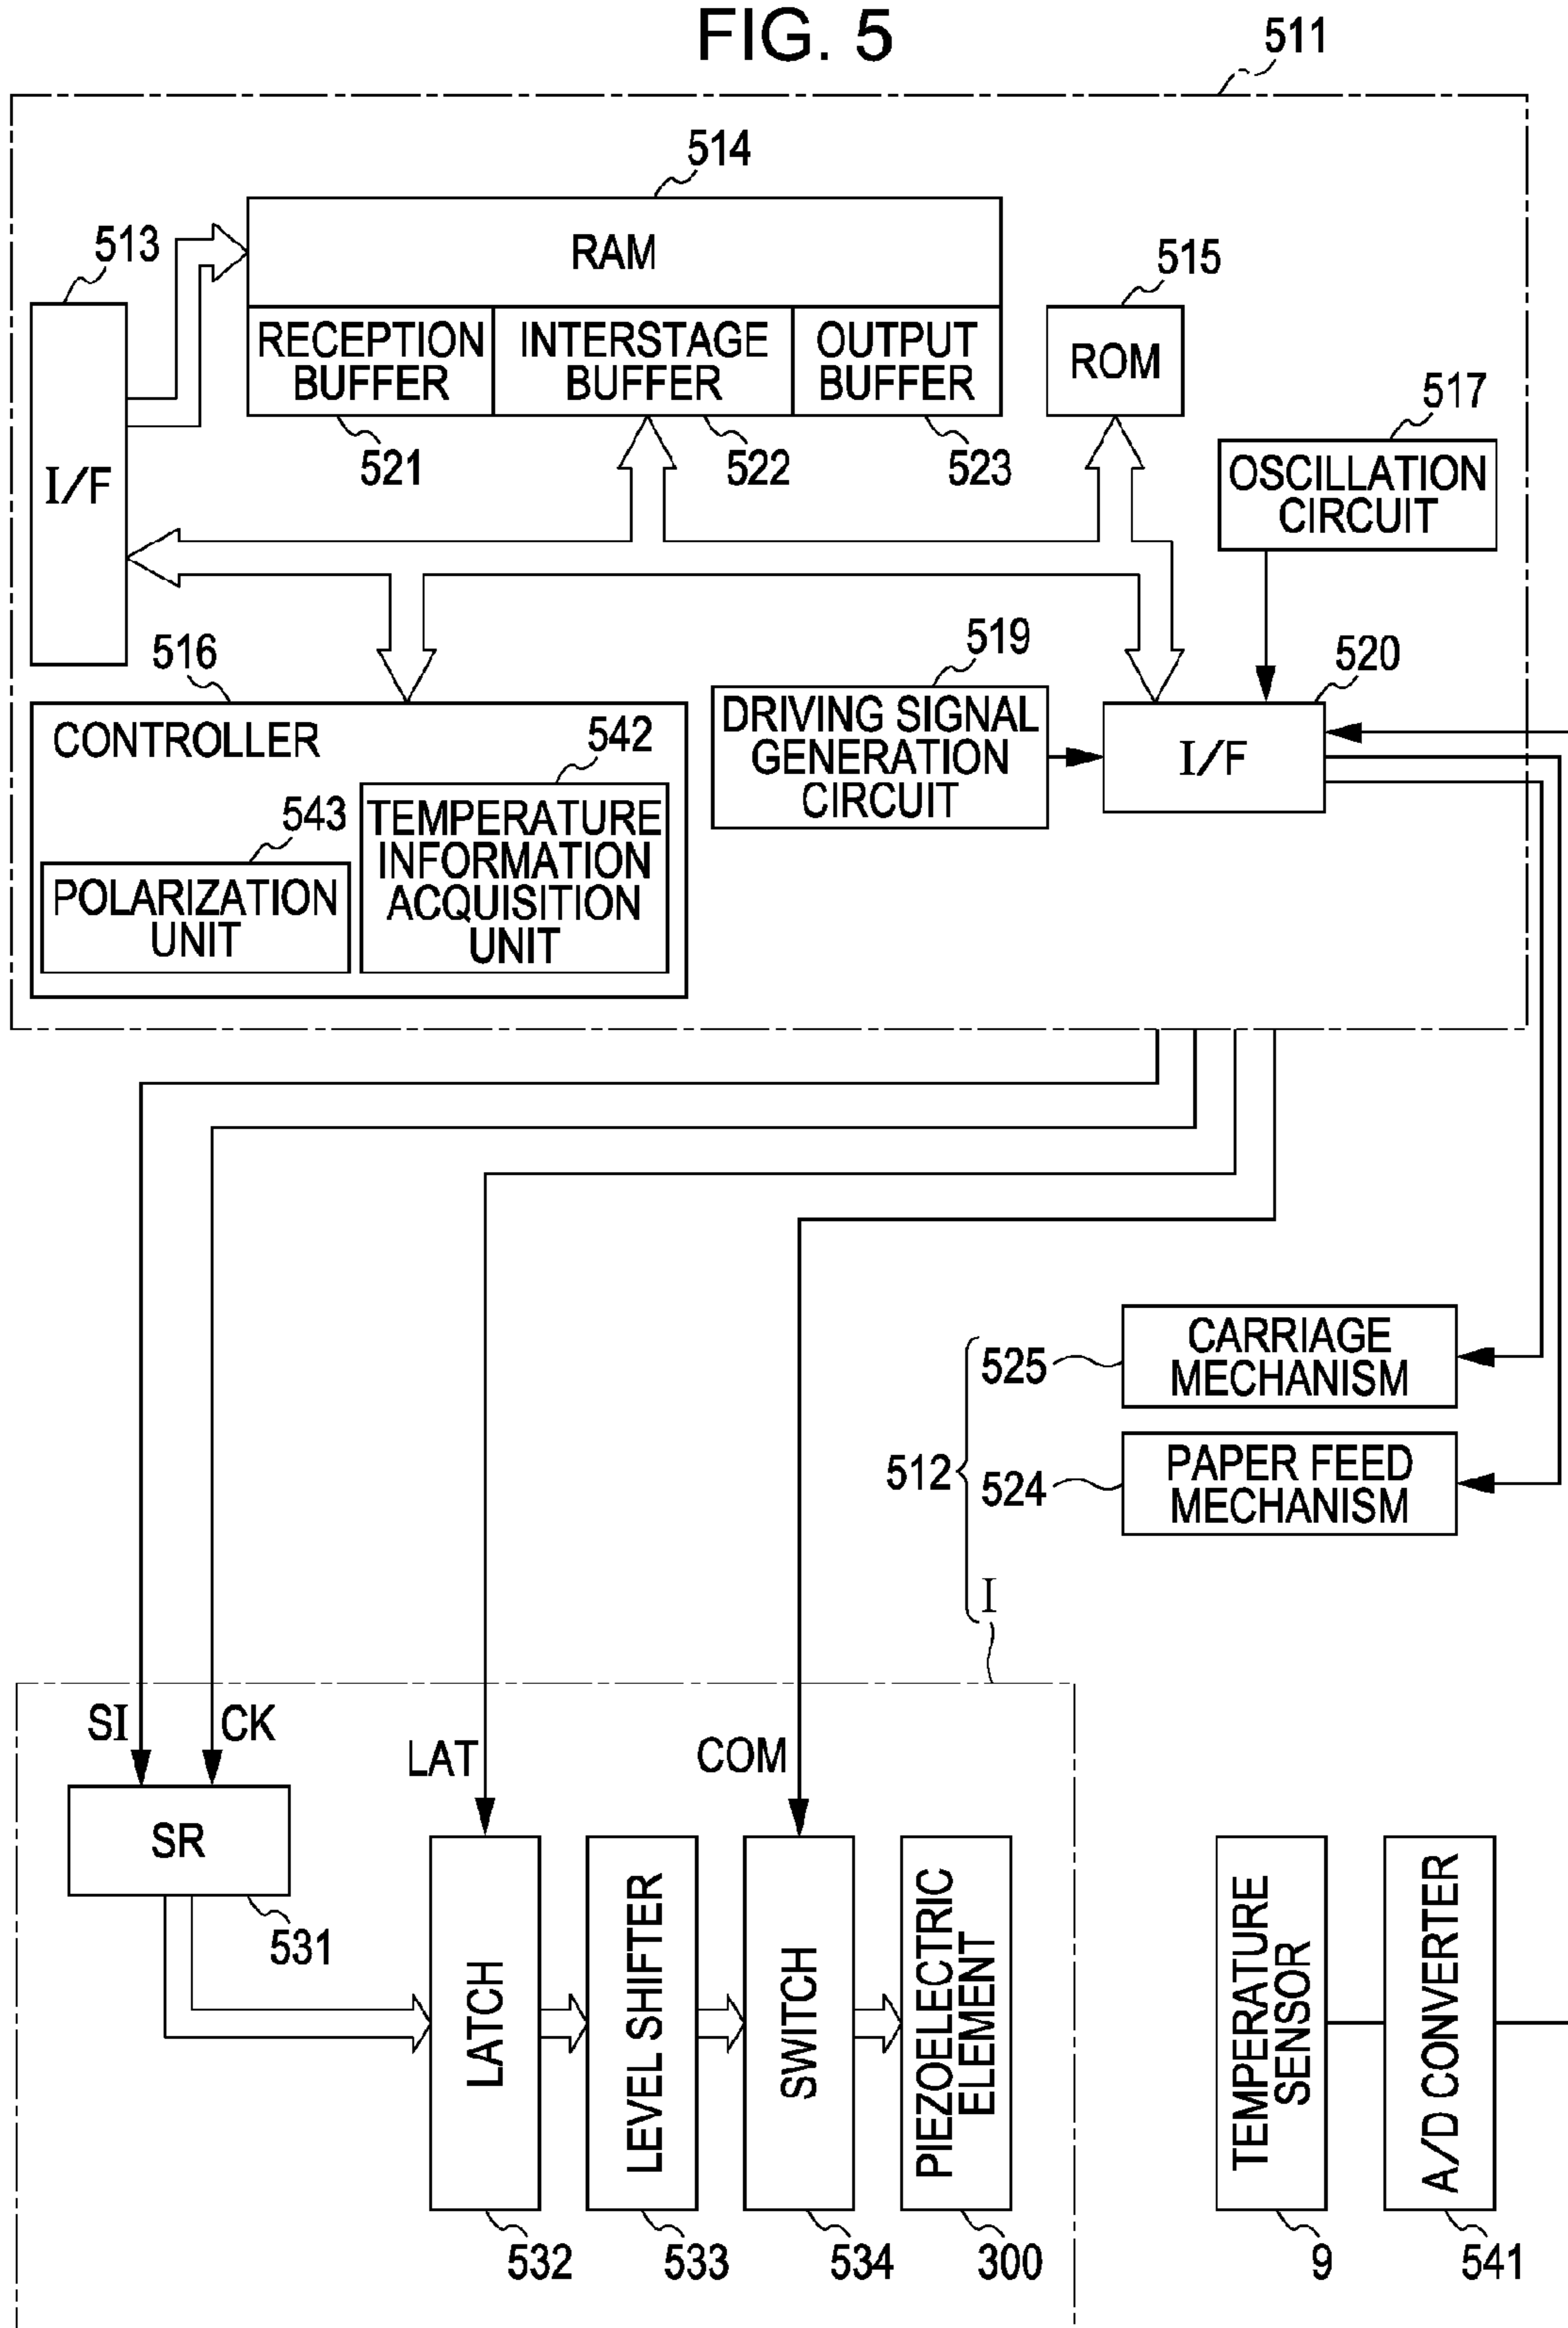 FIG. 5
511
514
RAM
513
515
RECEPTION
BUFFER
INTERSTAGE
BUFFER
OUTPUT
BUFFER
ROM
517
521
522
523
I/F
OSCILLATION
CIRCUIT
516
519
520
CONTROLLER
542
DRIVING SIGNAL
GENERATION
CIRCUIT
I/F
543
TEMPERATURE
INFORMATION
ACQUISITION
UNIT
POLARIZATION
UNIT
525
CARRIAGE
MECHANISM
512
524
PAPER FEED
MECHANISM
I
SI
CK
LAT
COM
SR
531
LATCH
LEVEL SHIFTER
SWITCH
PIEZOELECTRIC
ELEMENT
TEMPERATURE
SENSOR
A/D CONVERTER
532
533
534
300
9
541